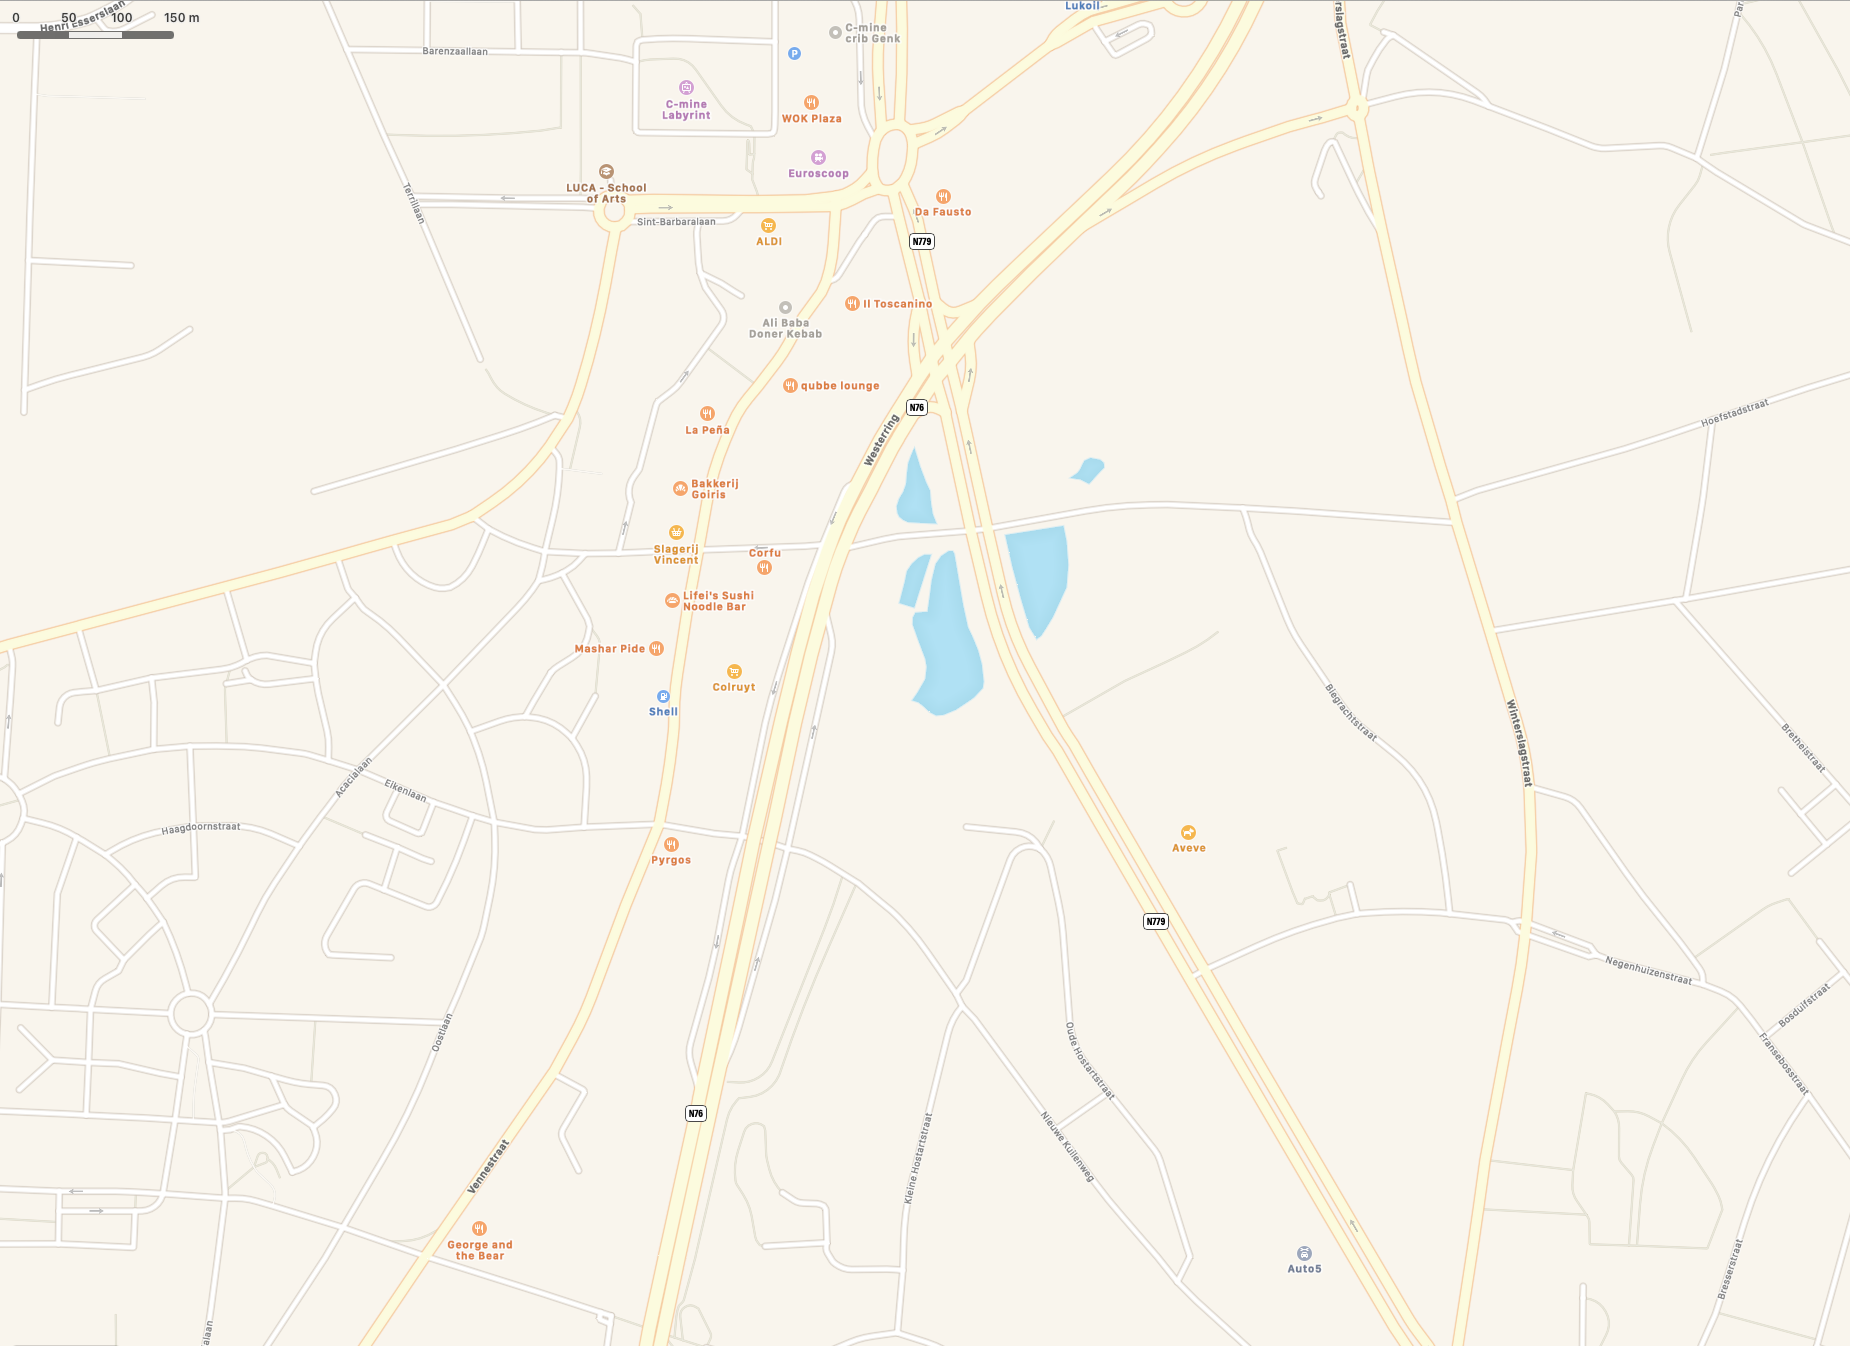 0 50 100 150 m
Henri Esserslaan
Lukoil
C-mine
crib Genk
P
Barenzaallaan
C-mine
Labyrint
WOK Plaza
Euroscoop
LUCA - School
of Arts
Terrillaan
Sint-Barbaralaan
ALDI
Da Fausto
N779
Il Toscanino
Ali Baba
Doner Kebab
qubbe lounge
N76
La Peña
Westerring
Hoefstadstraat
Bakkerij
Goiris
Slagerij
Vincent
Corfu
Lifei's Sushi
Noodle Bar
Mashar Pide
Colruyt
Shell
Biegrachtstraat
Winterslagstraat
Bretheistraat
Acacialaan
Eikenlaan
Haagdoornstraat
Pyrgos
Aveve
N779
Negenhuizenstraat
Bosduifstraat
Fransebosstraat
Oostlaan
Oude Hostartstraat
N76
Kleine Hostartstraat
Nieuwe Kuilenweg
Vennestraat
George and
the Bear
Auto5
Bresserstraat